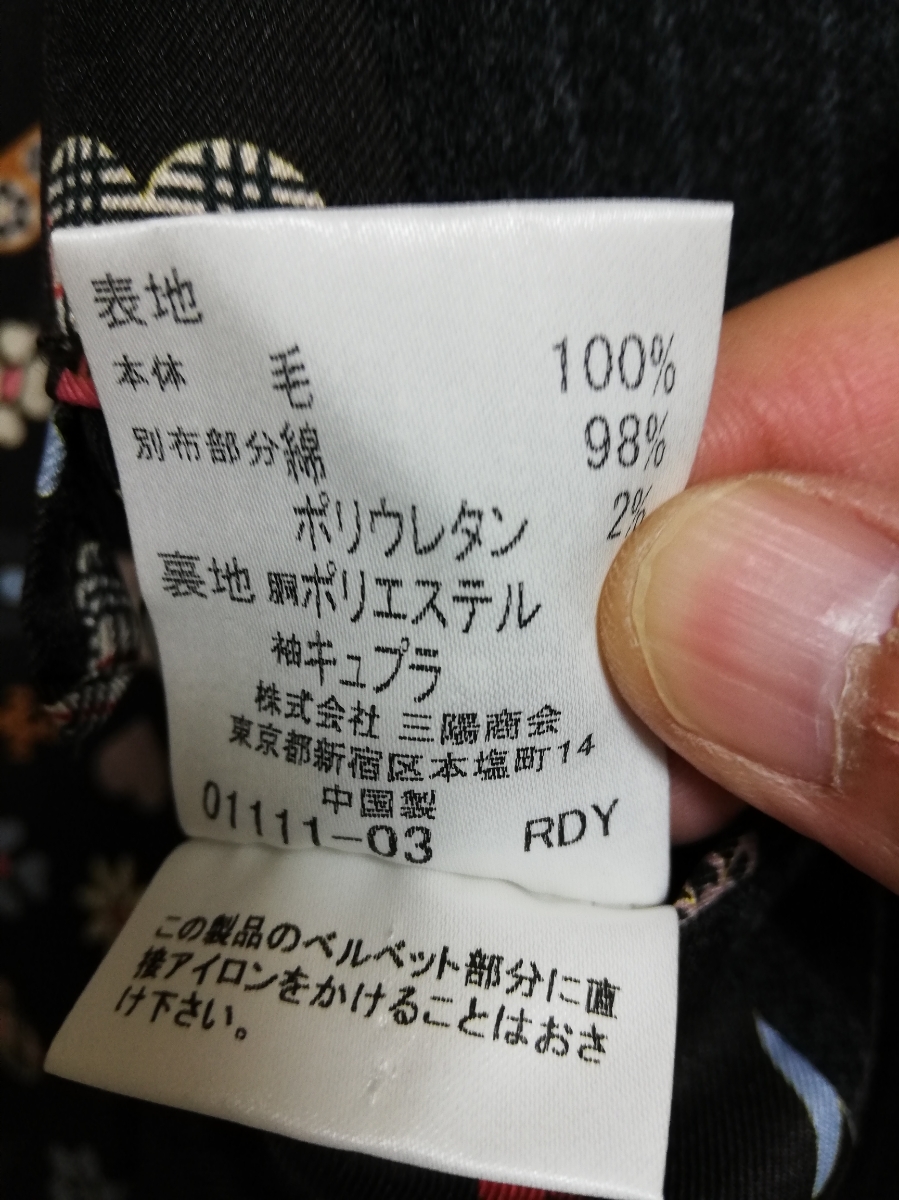 表地
本体 毛 100%
別布部分綿 98%
ポリウレタン 2%
裏地 胴ポリエステル
袖キュプラ
株式会社 三陽商会
東京都新宿区本塩町14
中国製
01111-03 RDY
この製品のベルベット部分に直
接アイロンをかけることはおさ
け下さい。